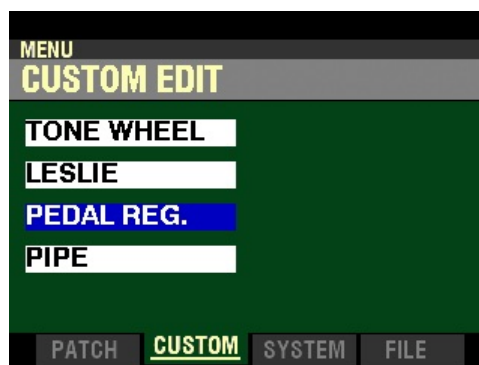 MENU
CUSTOM EDIT
TONE WHEEL
LESLIE
PEDAL REG.
PIPE
PATCH CUSTOM SYSTEM FILE